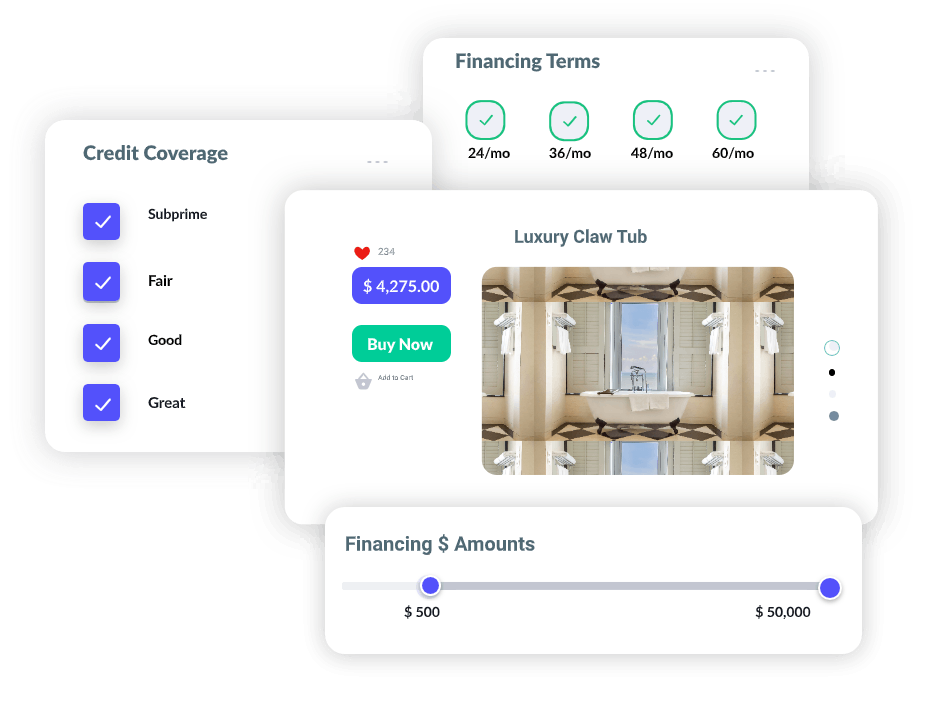 Financing Terms
24/mo 36/mo 48/mo 60/mo
Credit Coverage
Subprime
Fair
Good
Great
Luxury Claw Tub
234
$ 4,275.00
Buy Now
Add to Cart
Financing $ Amounts
$ 500 $ 50,000